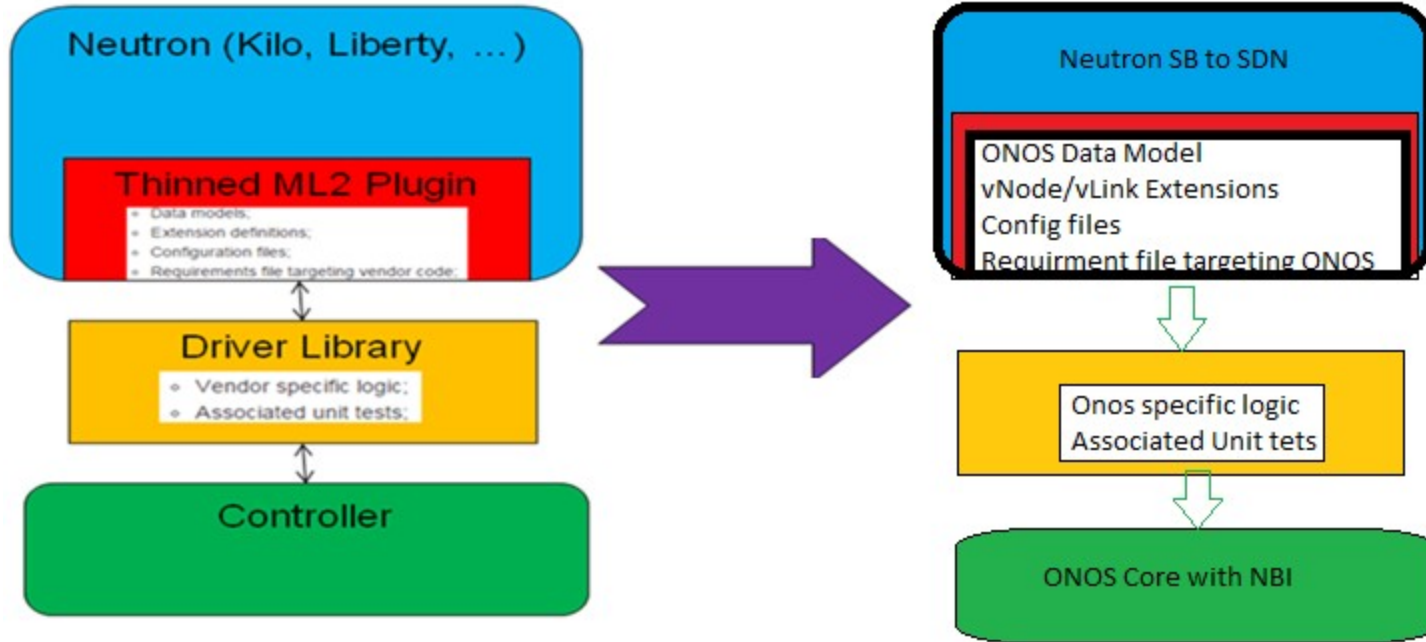 Neutron (Kilo, Liberty, ...)
Thinned ML2 Plugin
Data models;
Extension definitions;
Configuration files;
Requirements file targeting vendor code;
Driver Library
Vendor specific logic;
Associated unit tests;
Controller
Neutron SB to SDN
ONOS Data Model
vNode/vLink Extensions
Config files
Requirment file targeting ONOS
Onos specific logic
Associated Unit tets
ONOS Core with NBI